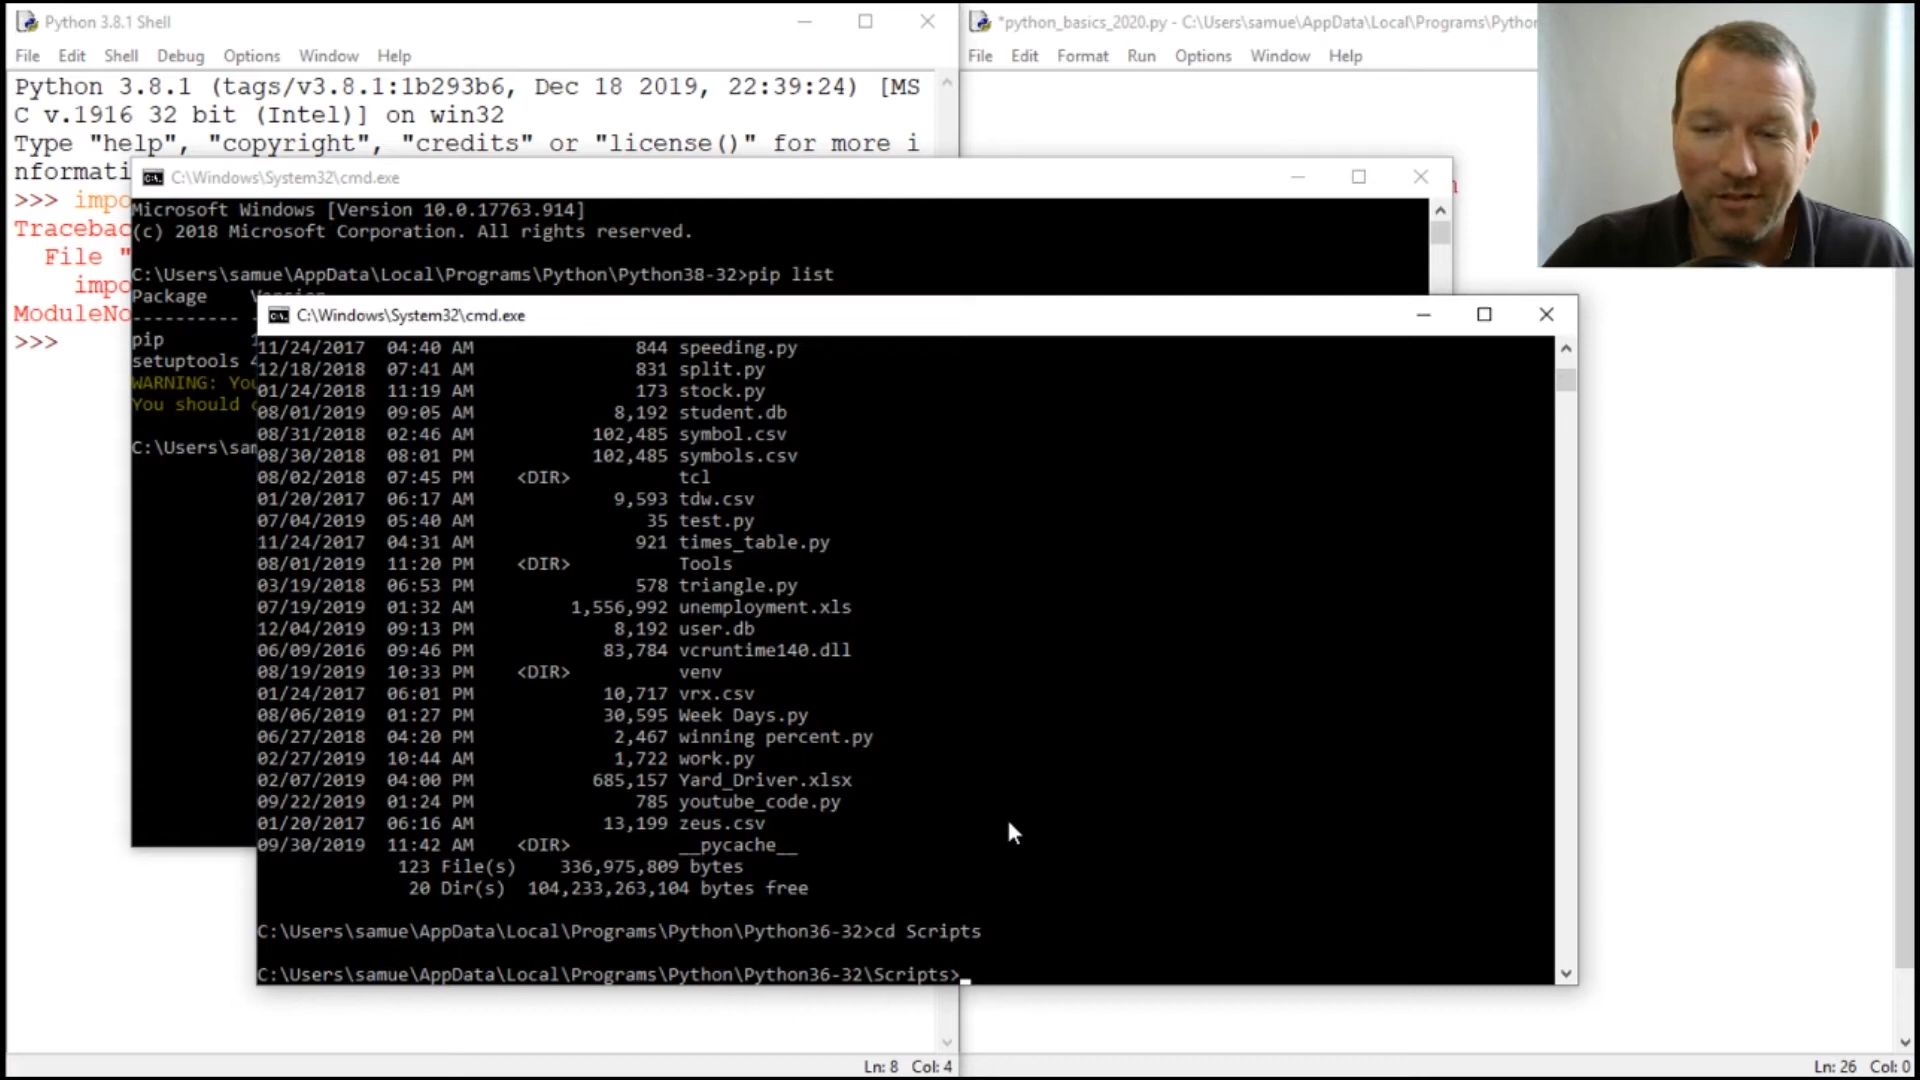 Python 3.8.1 Shell
File Edit Shell Debug Options Window Help
Python 3.8.1 (tags/v3.8.1:1b293b6, Dec 18 2019, 22:39:24) [MS
C v.1916 32 bit (Intel)] on win32
Type "help", "copyright", "credits" or "license()" for more i
nformati
>>> impo
Tracebac
File "
impo
ModuleNo
>>>
Ln: 8 Col: 4
*python_basics_2020.py - C:\Users\samue\AppData\Local\Programs\Python
File Edit Format Run Options Window Help
Ln: 26 Col: 0
C:\Windows\System32\cmd.exe
Microsoft Windows [Version 10.0.17763.914]
(c) 2018 Microsoft Corporation. All rights reserved.
C:\Users\samue\AppData\Local\Programs\Python\Python38-32>pip list
Package Version
---------- -
pip
setuptools 4
WARNING: You
You should c
C:\Users\sam
C:\Windows\System32\cmd.exe
11/24/2017 04:40 AM 844 speeding.py
12/18/2018 07:41 AM 831 split.py
01/24/2018 11:19 AM 173 stock.py
08/01/2019 09:05 AM 8,192 student.db
08/31/2018 02:46 AM 102,485 symbol.csv
08/30/2018 08:01 PM 102,485 symbols.csv
08/02/2018 07:45 PM <DIR> tcl
01/20/2017 06:17 AM 9,593 tdw.csv
07/04/2019 05:40 AM 35 test.py
11/24/2017 04:31 AM 921 times_table.py
08/01/2019 11:20 PM <DIR> Tools
03/19/2018 06:53 PM 578 triangle.py
07/19/2019 01:32 AM 1,556,992 unemployment.xls
12/04/2019 09:13 PM 8,192 user.db
06/09/2016 09:46 PM 83,784 vcruntime140.dll
08/19/2019 10:33 PM <DIR> venv
01/24/2017 06:01 PM 10,717 vrx.csv
08/06/2019 01:27 PM 30,595 Week Days.py
06/27/2018 04:20 PM 2,467 winning percent.py
02/27/2019 10:44 AM 1,722 work.py
02/07/2019 04:00 PM 685,157 Yard_Driver.xlsx
09/22/2019 01:24 PM 785 youtube_code.py
01/20/2017 06:16 AM 13,199 zeus.csv
09/30/2019 11:42 AM <DIR> __pycache__
123 File(s) 336,975,809 bytes
20 Dir(s) 104,233,263,104 bytes free
C:\Users\samue\AppData\Local\Programs\Python\Python36-32>cd Scripts
C:\Users\samue\AppData\Local\Programs\Python\Python36-32\Scripts>